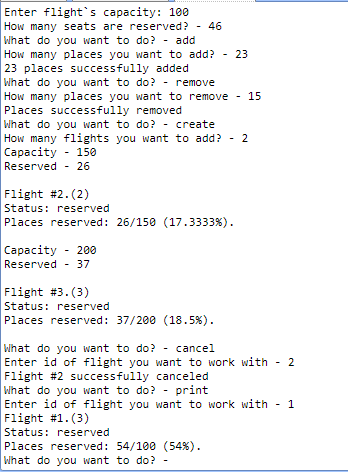 Enter flight`s capacity: 100
How many seats are reserved? - 46
What do you want to do? - add
How many places you want to add? - 23
23 places successfully added
What do you want to do? - remove
How many places you want to remove - 15
Places successfully removed
What do you want to do? - create
How many flights you want to add? - 2
Capacity - 150
Reserved - 26
Flight #2.(2)
Status: reserved
Places reserved: 26/150 (17.3333%).
Capacity - 200
Reserved - 37
Flight #3.(3)
Status: reserved
Places reserved: 37/200 (18.5%).
What do you want to do? - cancel
Enter id of flight you want to work with - 2
Flight #2 successfully canceled
What do you want to do? - print
Enter id of flight you want to work with - 1
Flight #1.(3)
Status: reserved
Places reserved: 54/100 (54%).
What do you want to do? -